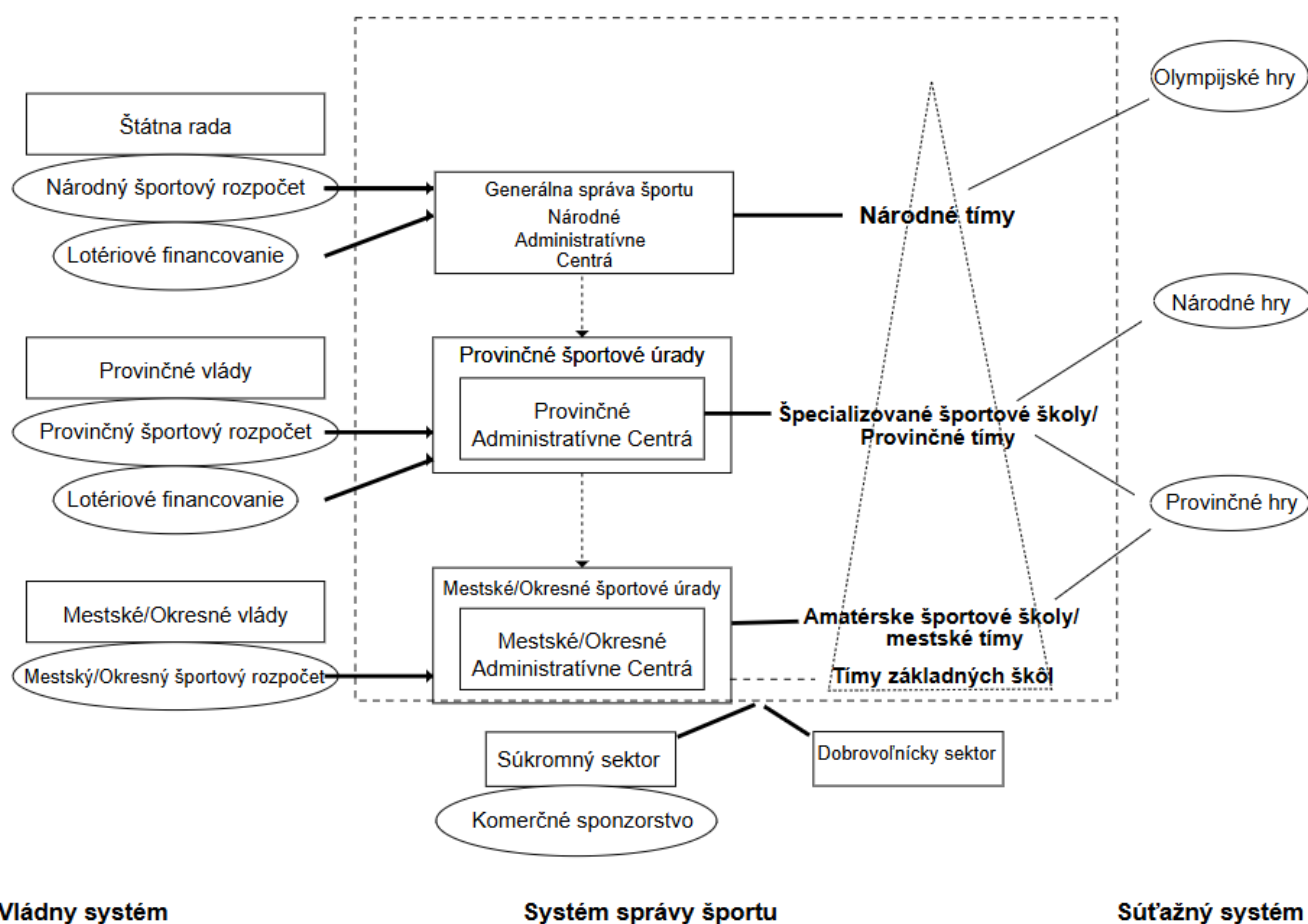 Olympijské hry
Štátna rada
Národný športový rozpočet
Lotériové financovanie
Generálna správa športu
Národné
Administratívne
Centrá
Národné tímy
Národné hry
Provinčné vlády
Provinčný športový rozpočet
Lotériové financovanie
Provinčné športové úrady
Provinčné
Administratívne Centrá
Špecializované športové školy/
Provinčné tímy
Provinčné hry
Mestské/Okresné vlády
Mestský/Okresný športový rozpočet
Mestské/Okresné športové úrady
Mestské/Okresné
Administratívne Centrá
Amatérske športové školy/
mestské tímy
Tímy základných škôl
Súkromný sektor
Komerčné sponzorstvo
Dobrovoľnícky sektor
Vládny systém
Systém správy športu
Súťažný systém